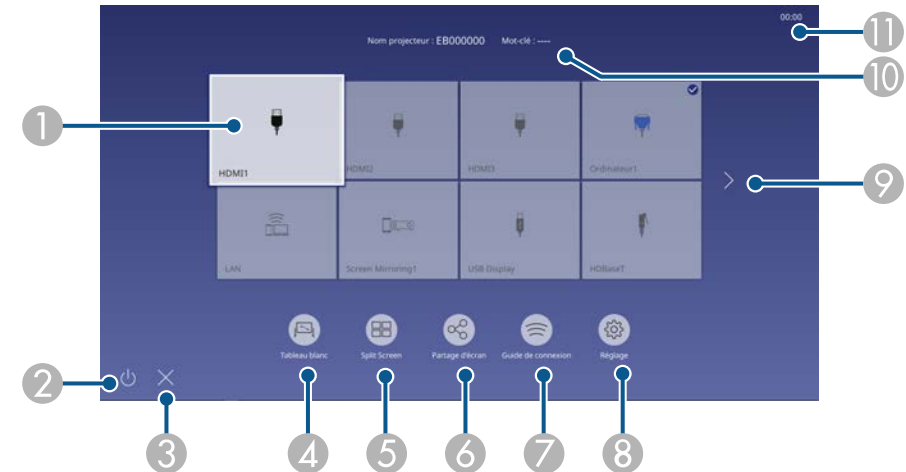 00:00
Nom projecteur : EB000000 Mot-clé : ----
HDMI1
HDMI2
HDMI3
Ordinateur1
LAN
Screen Mirroring1
USB Display
HDBaseT
Tableau blanc
Split Screen
Partage d'écran
Guide de connexion
Réglage
1
2
3
4
5
6
7
8
9
10
11